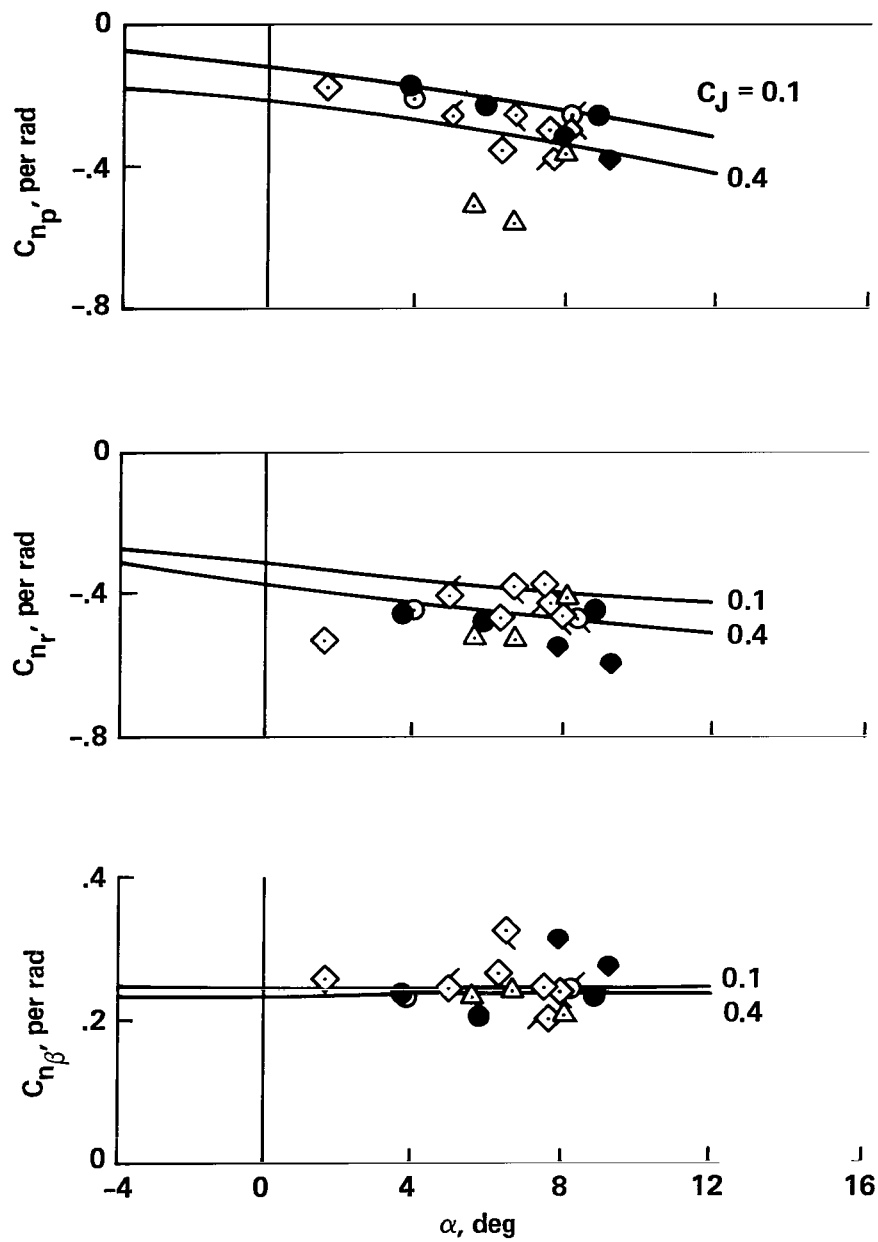 0
C_J = 0.1
-.4
0.4
C_{n_p}, per rad
-.8
0
-.4
0.1
0.4
C_{n_r}, per rad
-.8
.4
0.1
.2
0.4
C_{n_β}, per rad
0
-4 0 4 8 12 16
α, deg